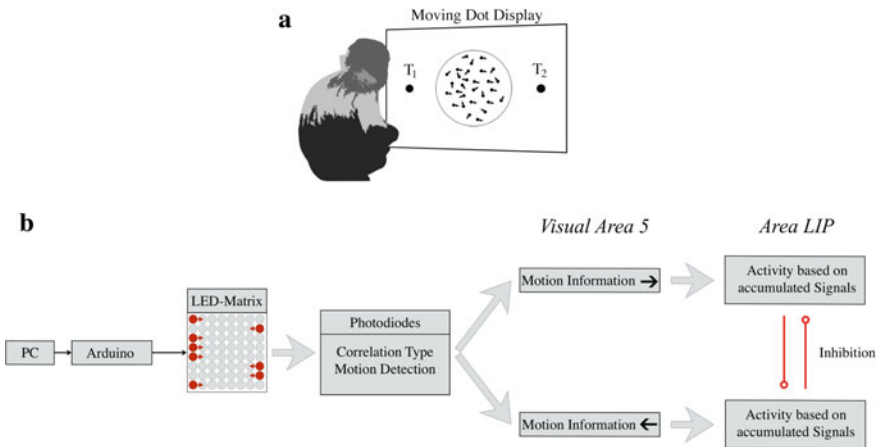 a
Moving Dot Display
T1
T2
b
Visual Area 5
Area LIP
LED-Matrix
PC
Arduino
Photodiodes
Correlation Type
Motion Detection
Motion Information →
Activity based on
accumulated Signals
Inhibition
Motion Information ←
Activity based on
accumulated Signals